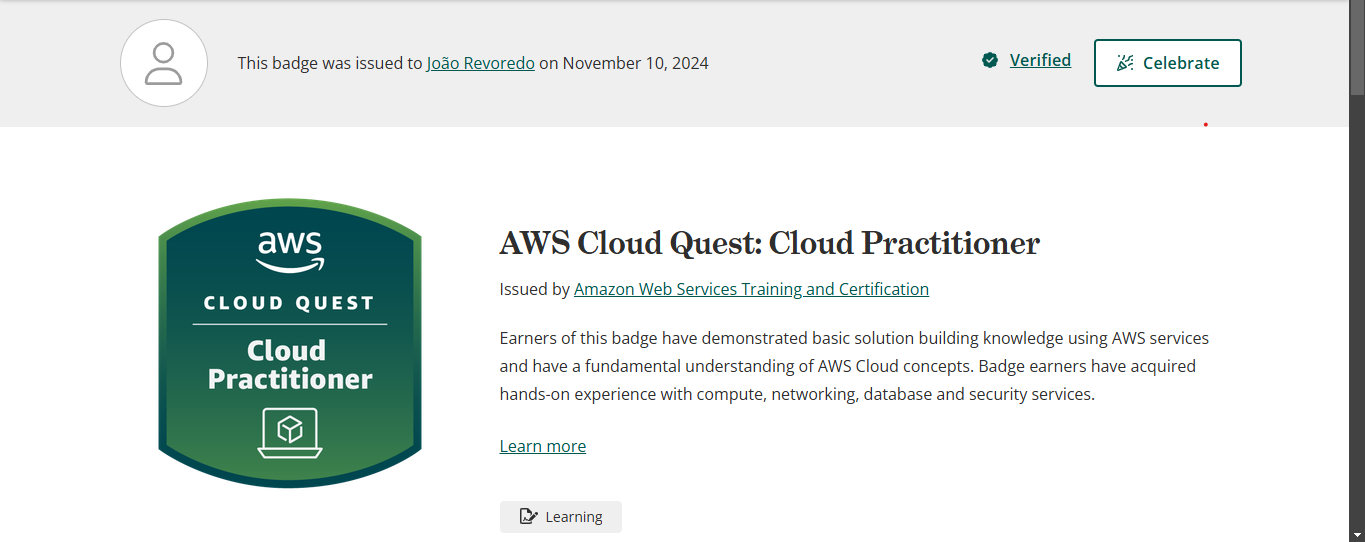 This badge was issued to João Revoredo on November 10, 2024
Verified
Celebrate
aws
CLOUD QUEST
Cloud
Practitioner
AWS Cloud Quest: Cloud Practitioner
Issued by Amazon Web Services Training and Certification
Earners of this badge have demonstrated basic solution building knowledge using AWS services
and have a fundamental understanding of AWS Cloud concepts. Badge earners have acquired
hands-on experience with compute, networking, database and security services.
Learn more
Learning